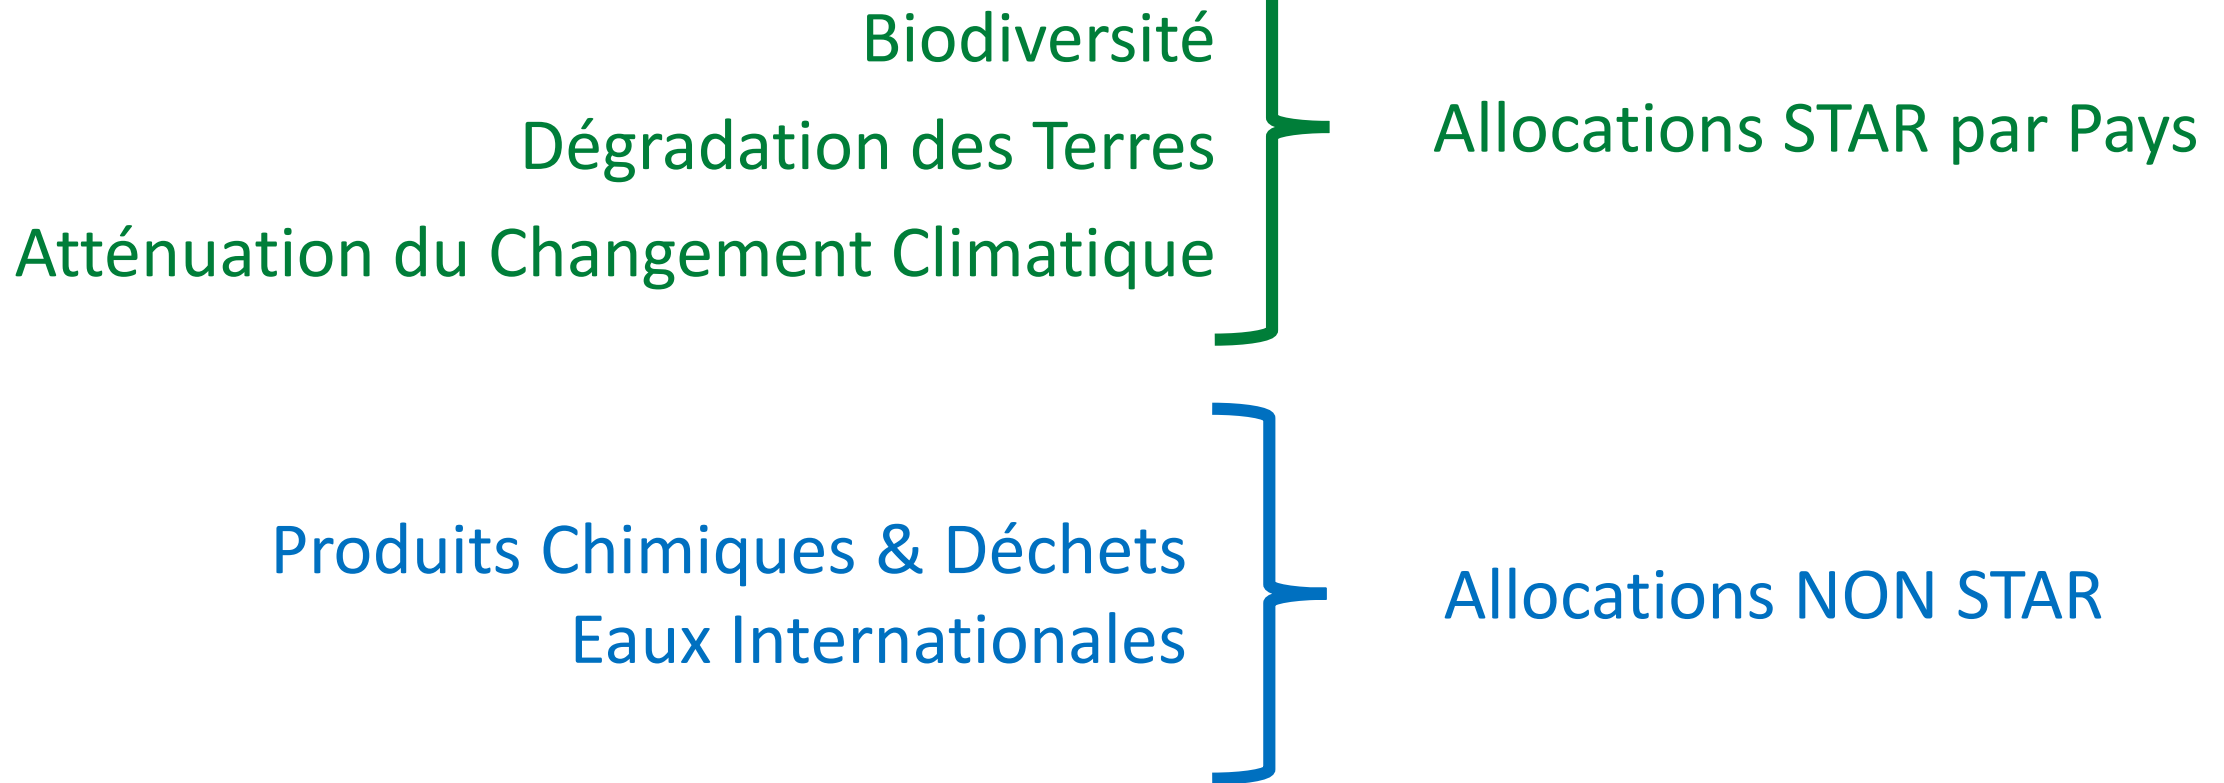 Biodiversité
Dégradation des Terres
Atténuation du Changement Climatique
Allocations STAR par Pays
Produits Chimiques & Déchets
Eaux Internationales
Allocations NON STAR